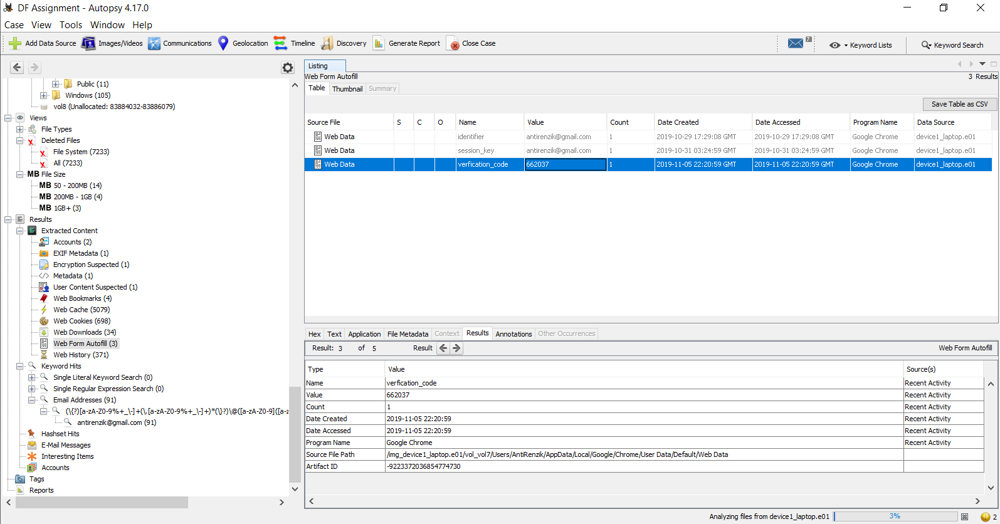 DF Assignment - Autopsy 4.17.0
Case View Tools Window Help
Add Data Source Images/Videos Communications Geolocation Timeline Discovery Generate Report Close Case 7 Keyword Lists Keyword Search
Public (11)
Windows (105)
vol8 (Unallocated: 83884032-83886079)
Views
File Types
Deleted Files
File System (7233)
All (7233)
MB File Size
MB 50 - 200MB (14)
MB 200MB - 1GB (4)
MB 1GB+ (3)
Results
Extracted Content
Accounts (2)
EXIF Metadata (1)
Encryption Suspected (1)
Metadata (1)
User Content Suspected (1)
Web Bookmarks (4)
Web Cache (5079)
Web Cookies (698)
Web Downloads (34)
Web Form Autofill (3)
Web History (371)
Keyword Hits
Single Literal Keyword Search (0)
Single Regular Expression Search (0)
Email Addresses (91)
(\{?)[a-zA-Z0-9%+_\-]+(\.[a-zA-Z0-9%+_\-]+)*(\}?)\@([a-zA-Z0-9]([a-z
antirenzik@gmail.com (91)
Hashset Hits
E-Mail Messages
Interesting Items
Accounts
Tags
Reports
Listing
Web Form Autofill 3 Results
Table Thumbnail Summary
Save Table as CSV
Source File S C O Name Value Count Date Created Date Accessed Program Name Data Source
Web Data identifier antirenzik@gmail.com 1 2019-10-29 17:29:08 GMT 2019-10-29 17:29:08 GMT Google Chrome device1_laptop.e01
Web Data session_key antirenzik@gmail.com 1 2019-10-31 03:24:59 GMT 2019-10-31 03:24:59 GMT Google Chrome device1_laptop.e01
Web Data verfication_code 662037 1 2019-11-05 22:20:59 GMT 2019-11-05 22:20:59 GMT Google Chrome device1_laptop.e01
Hex Text Application File Metadata Context Results Annotations Other Occurrences
Result: 3 of 5 Result Web Form Autofill
Type Value Source(s)
Name verfication_code Recent Activity
Value 662037 Recent Activity
Count 1 Recent Activity
Date Created 2019-11-05 22:20:59 Recent Activity
Date Accessed 2019-11-05 22:20:59 Recent Activity
Program Name Google Chrome Recent Activity
Source File Path /img_device1_laptop.e01/vol_vol7/Users/AntiRenzik/AppData/Local/Google/Chrome/User Data/Default/Web Data
Artifact ID -9223372036854774730
Analyzing files from device1_laptop.e01 3% 2